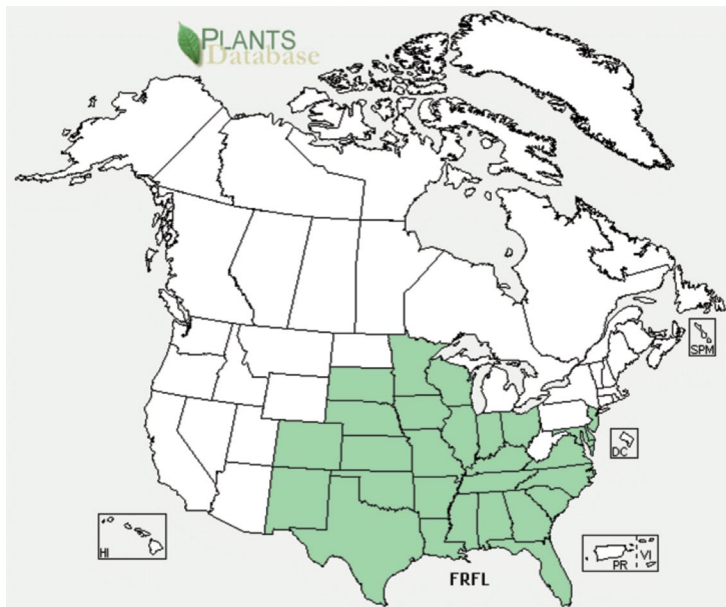 PLANTS
Database
SPM
DC
HI
PR
VI
FRFL